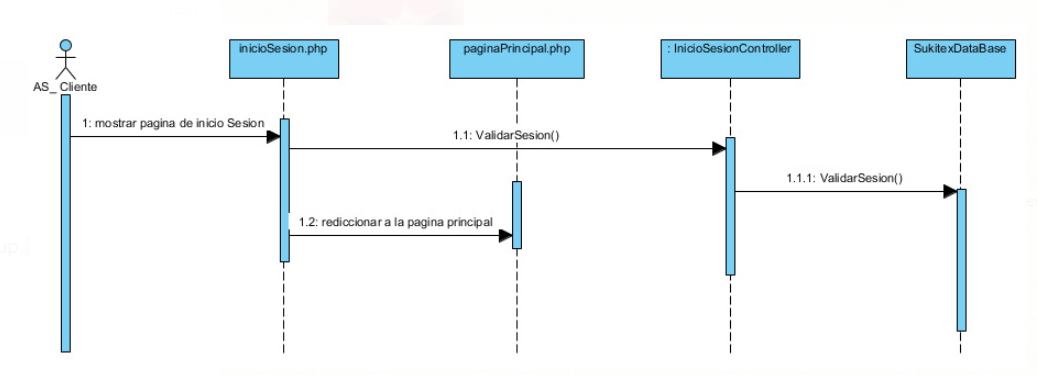 inicioSesion.php
paginaPrincipal.php
: InicioSesionController
SukitexDataBase
AS_ Cliente
1: mostrar pagina de inicio Sesion
1.1: ValidarSesion()
1.1.1: ValidarSesion()
1.2: rediccionar a la pagina principal